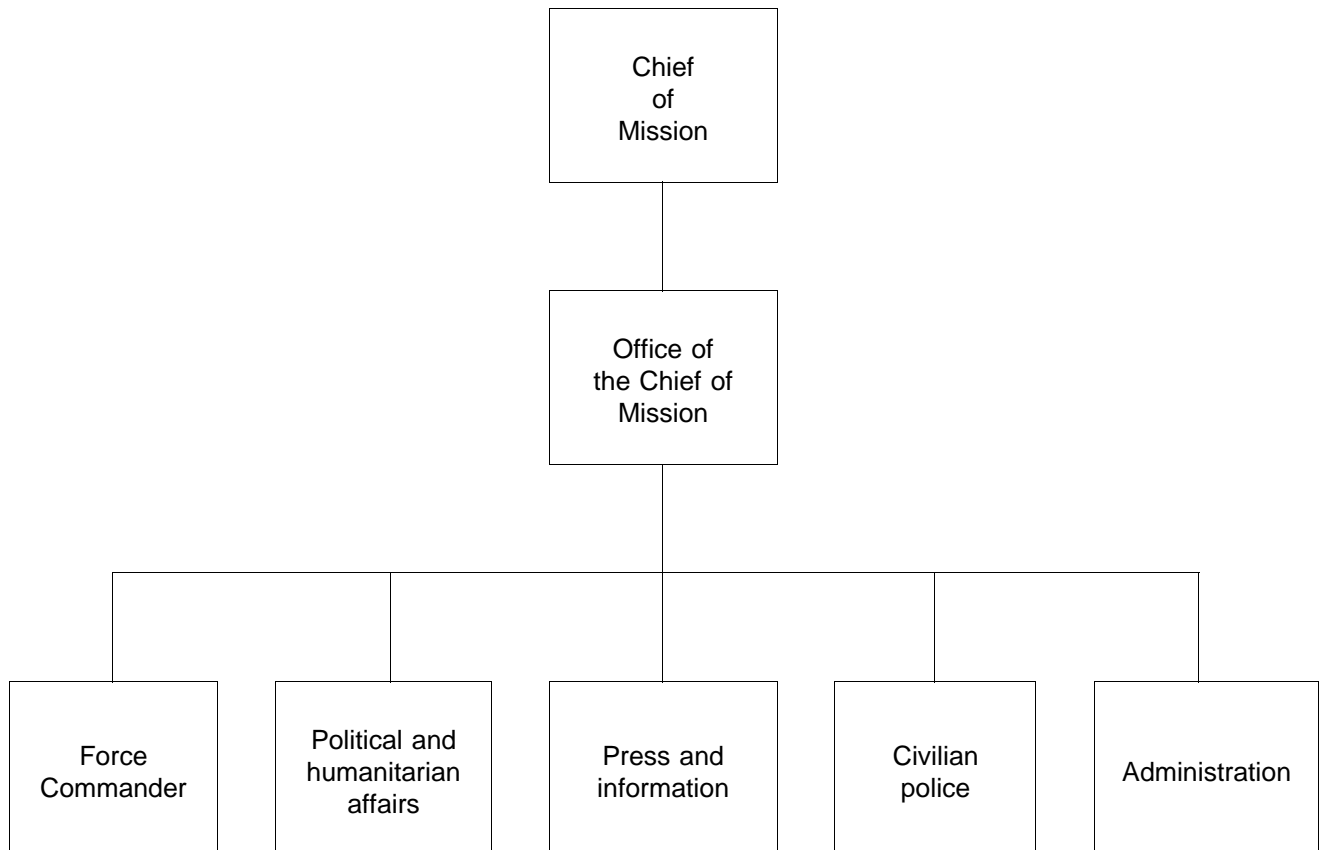 Chief
of
Mission
Office of
the Chief of
Mission
Force
Commander
Political and
humanitarian
affairs
Press and
information
Civilian
police
Administration